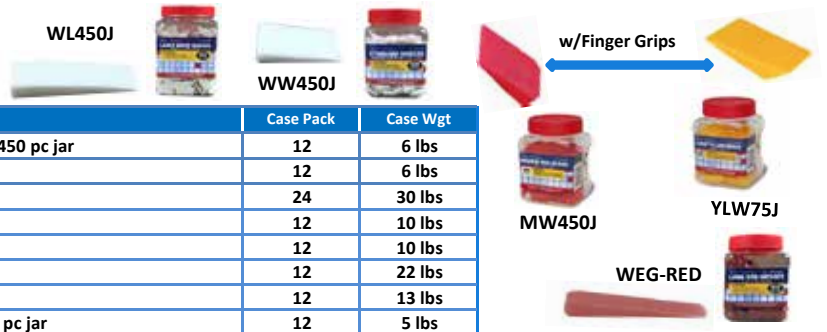 WL450J
WW450J
w/Finger Grips
Case Pack Case Wgt
450 pc jar 12 6 lbs
12 6 lbs
24 30 lbs
12 10 lbs
12 10 lbs
12 22 lbs
12 13 lbs
pc jar 12 5 lbs
MW450J
YLW75J
WEG-RED